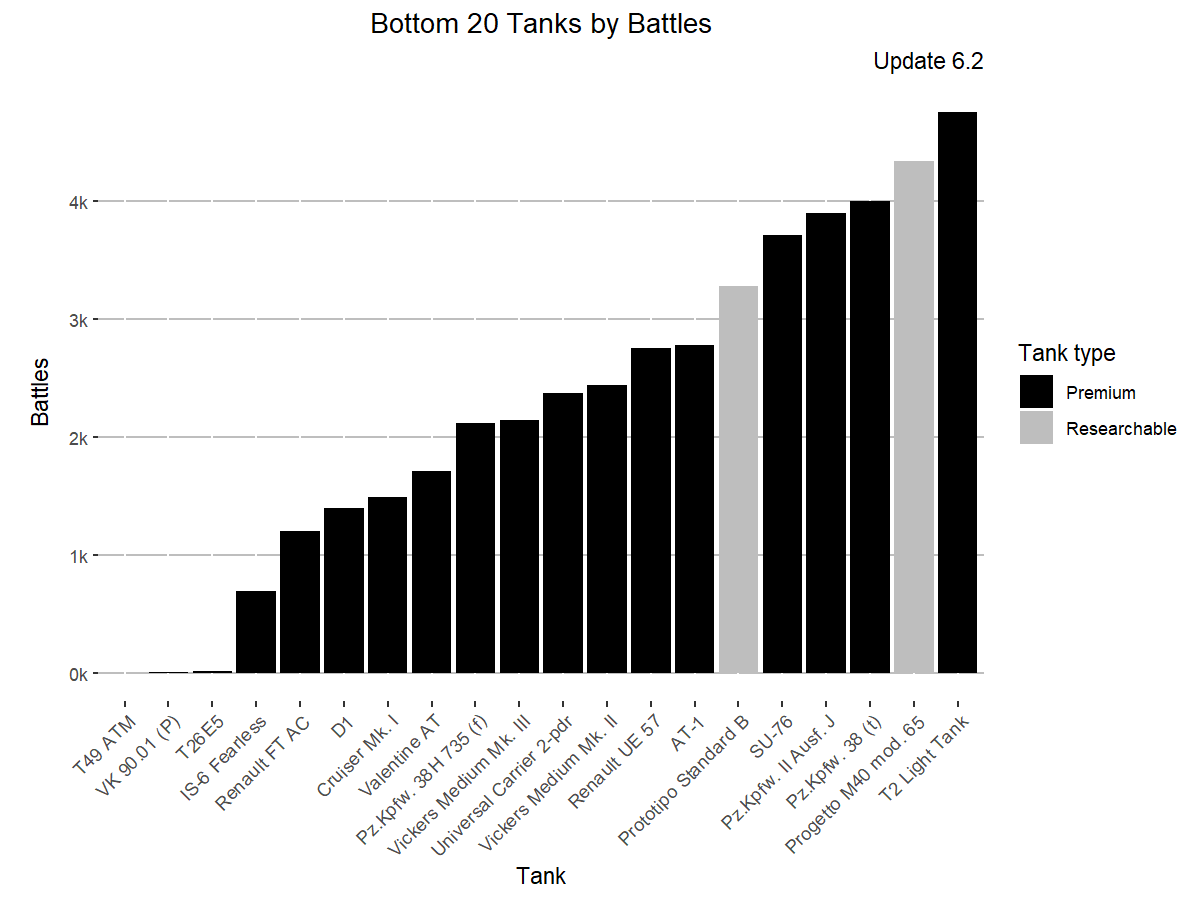 Bottom 20 Tanks by Battles
Update 6.2
Battles
4k
3k
2k
1k
0k
T49 ATM
VK 90.01 (P)
T26E5
IS-6 Fearless
Renault FT AC
D1
Cruiser Mk. I
Valentine AT
Pz.Kpfw. 38H 735 (f)
Vickers Medium Mk. III
Universal Carrier 2-pdr
Vickers Medium Mk. II
Renault UE 57
AT-1
Prototipo Standard B
SU-76
Pz.Kpfw. II Ausf. J
Pz.Kpfw. 38 (t)
Progetto M40 mod. 65
T2 Light Tank
Tank
Tank type
Premium
Researchable